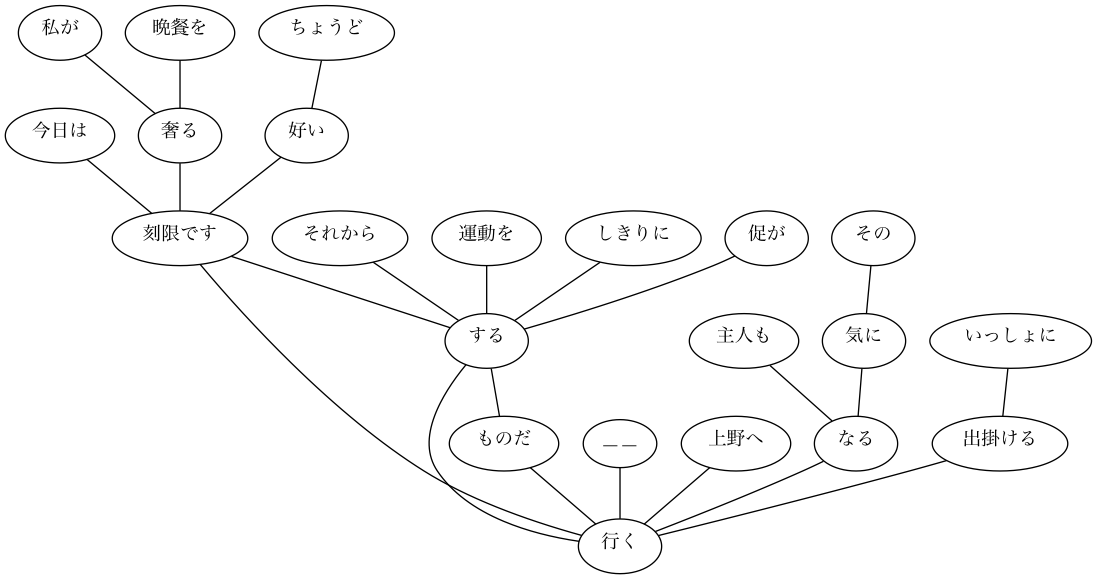 私が 晩餐を ちょうど
今日は 奢る 好い
刻限です それから 運動を しきりに 促が その
する 主人も 気に いっしょに
ものだ —— 上野へ なる 出掛ける
行く